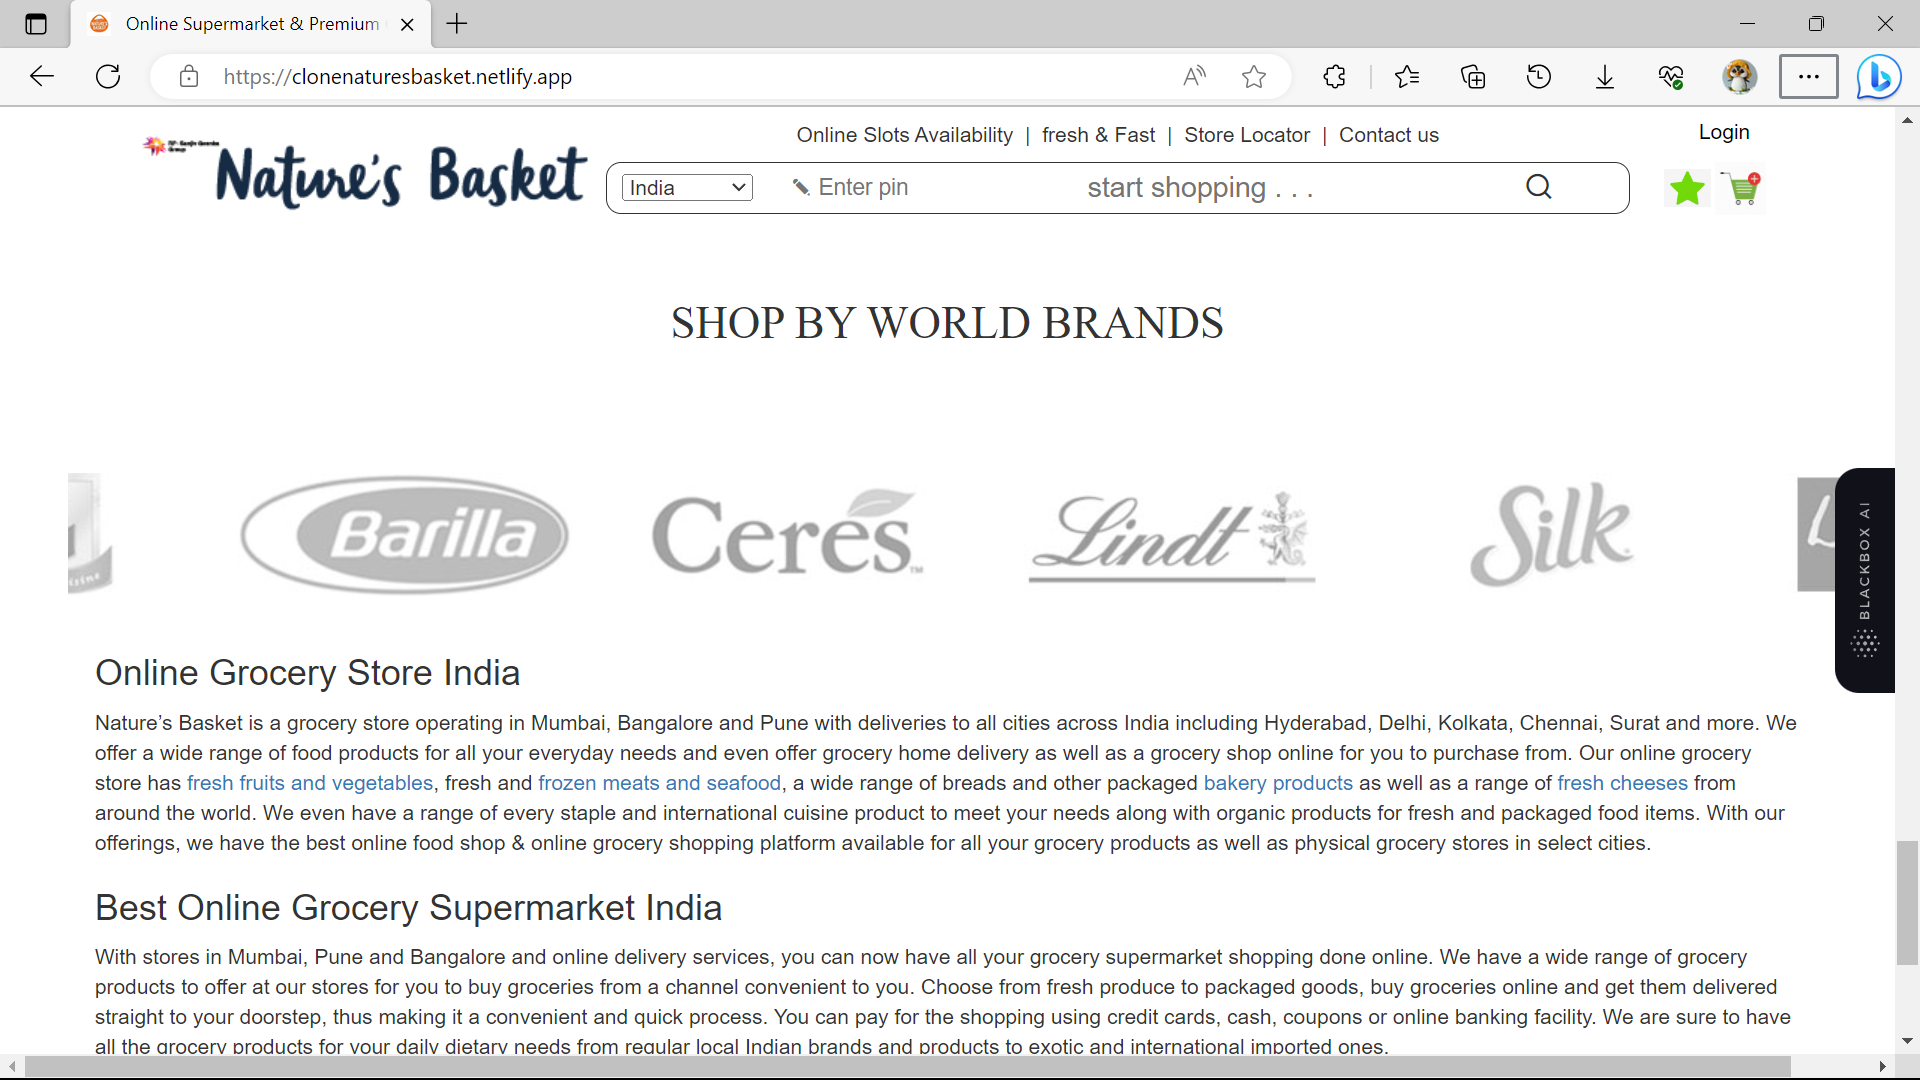 Online Supermarket & Premium
https://clonenaturesbasket.netlify.app
Online Slots Availability | fresh & Fast | Store Locator | Contact us
Login
Nature's Basket
India
Enter pin
start shopping . . .
SHOP BY WORLD BRANDS
Barilla
Ceres™
Lindt
Silk
BLACKBOX AI
Online Grocery Store India
Nature’s Basket is a grocery store operating in Mumbai, Bangalore and Pune with deliveries to all cities across India including Hyderabad, Delhi, Kolkata, Chennai, Surat and more. We
offer a wide range of food products for all your everyday needs and even offer grocery home delivery as well as a grocery shop online for you to purchase from. Our online grocery
store has fresh fruits and vegetables, fresh and frozen meats and seafood, a wide range of breads and other packaged bakery products as well as a range of fresh cheeses from
around the world. We even have a range of every staple and international cuisine product to meet your needs along with organic products for fresh and packaged food items. With our
offerings, we have the best online food shop & online grocery shopping platform available for all your grocery products as well as physical grocery stores in select cities.
Best Online Grocery Supermarket India
With stores in Mumbai, Pune and Bangalore and online delivery services, you can now have all your grocery supermarket shopping done online. We have a wide range of grocery
products to offer at our stores for you to buy groceries from a channel convenient to you. Choose from fresh produce to packaged goods, buy groceries online and get them delivered
straight to your doorstep, thus making it a convenient and quick process. You can pay for the shopping using credit cards, cash, coupons or online banking facility. We are sure to have
all the grocery products for your daily dietary needs from regular local Indian brands and products to exotic and international imported ones.